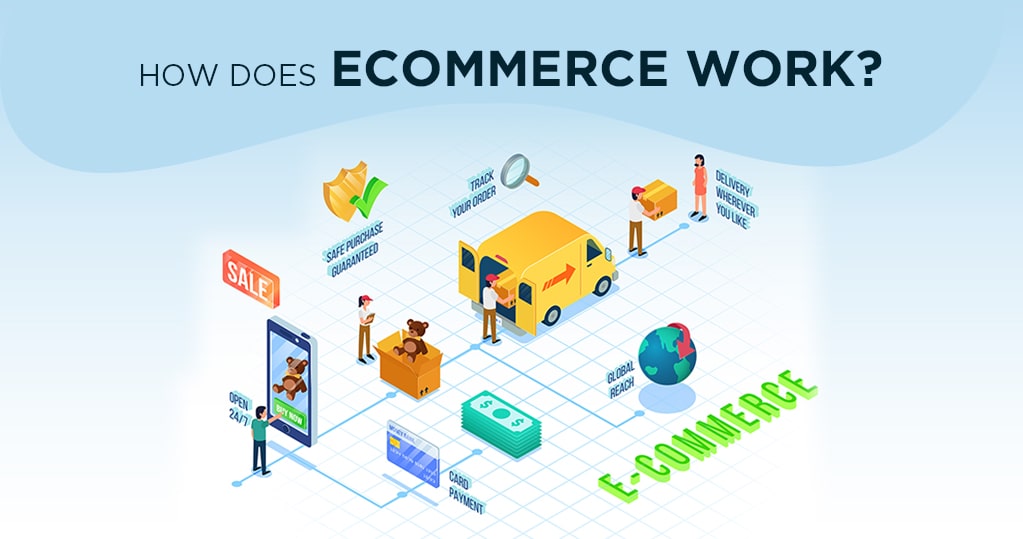 HOW DOES ECOMMERCE WORK?
TRACK
YOUR ORDER
DELIVERY
WHEREVER
YOU LIKE
SAFE PURCHASE
GUARANTEED
SALE
OPEN
24/7
BUY NOW
GLOBAL
REACH
CARD
PAYMENT
E-COMMERCE